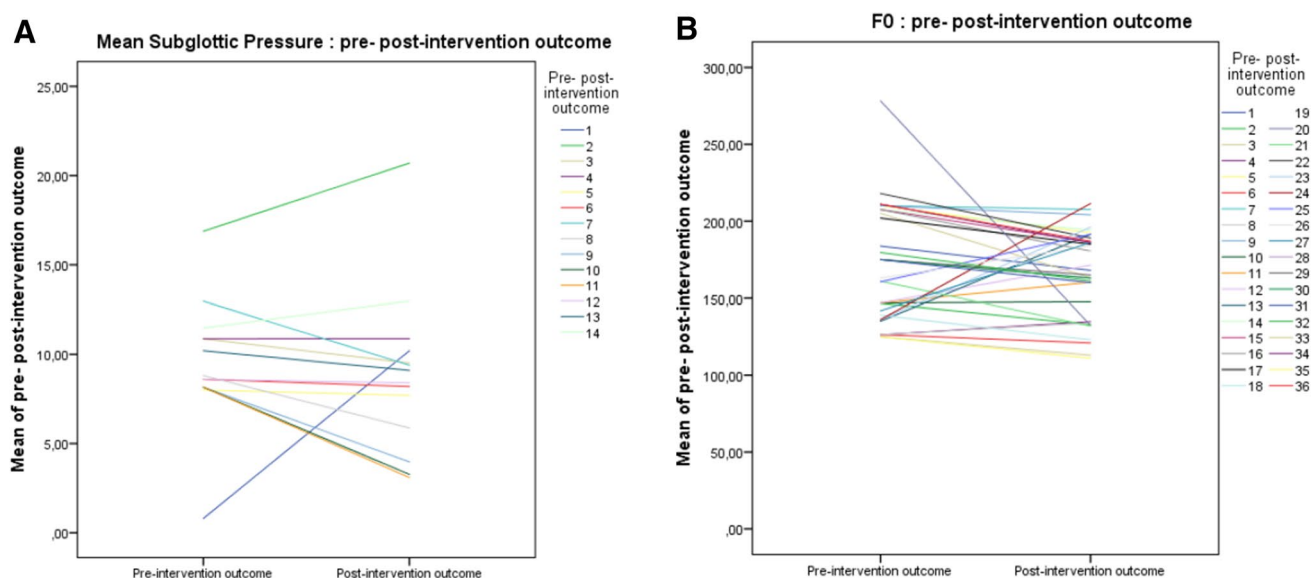 A
Mean Subglottic Pressure : pre- post-intervention outcome
Mean of pre- post-intervention outcome
25,00
20,00
15,00
10,00
5,00
,00
Pre-intervention outcome
Post-intervention outcome
Pre- post-
intervention
outcome
1
2
3
4
5
6
7
8
9
10
11
12
13
14
B
F0 : pre- post-intervention outcome
Mean of pre- post-intervention outcome
300,00
250,00
200,00
150,00
100,00
50,00
,00
Pre-intervention outcome
Post-intervention outcome
Pre- post-
intervention
outcome
1 19
2 20
3 21
4 22
5 23
6 24
7 25
8 26
9 27
10 28
11 29
12 30
13 31
14 32
15 33
16 34
17 35
18 36